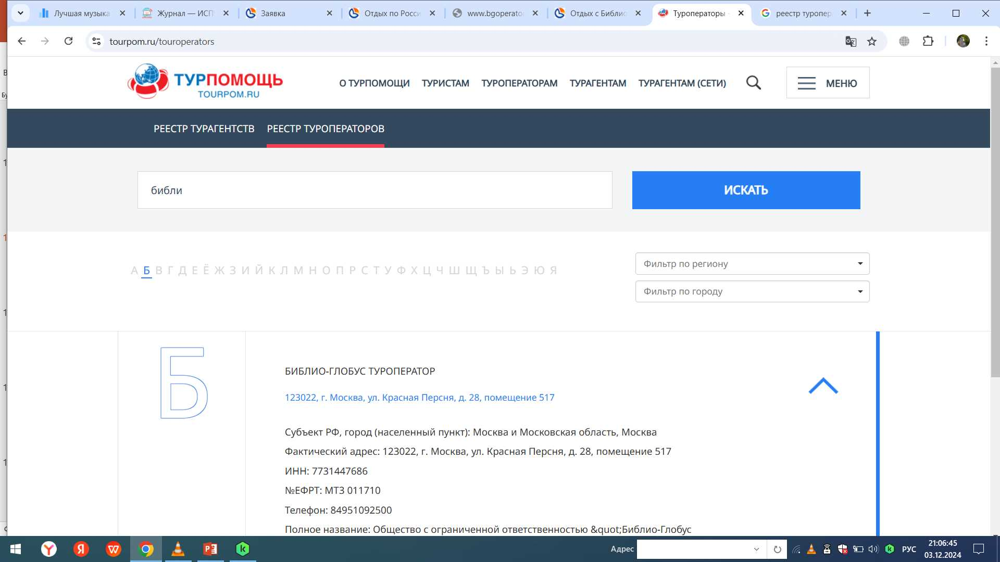 Лучшая музыка
Журнал — ИСП
Заявка
Отдых по Росси
www.bgoperator
Отдых с Библио
Туроператоры -
реестр туропер
tourpom.ru/touroperators
ТУРПОМОЩЬ
TOURPOM.RU
О ТУРПОМОЩИ ТУРИСТАМ ТУРОПЕРАТОРАМ ТУРАГЕНТАМ ТУРАГЕНТАМ (СЕТИ)
МЕНЮ
РЕЕСТР ТУРАГЕНТСТВ РЕЕСТР ТУРОПЕРАТОРОВ
библи
ИСКАТЬ
А Б В Г Д Е Ё Ж З И Й К Л М Н О П Р С Т У Ф Х Ц Ч Ш Щ Ъ Ы Ь Э Ю Я
Фильтр по региону
Фильтр по городу
Б
БИБЛИО-ГЛОБУС ТУРОПЕРАТОР
123022, г. Москва, ул. Красная Персня, д. 28, помещение 517
Субъект РФ, город (населенный пункт): Москва и Московская область, Москва
Фактический адрес: 123022, г. Москва, ул. Красная Персня, д. 28, помещение 517
ИНН: 7731447686
№ЕФРТ: МТ3 011710
Телефон: 84951092500
Полное название: Общество с ограниченной ответственностью &quot;Библио-Глобус
Адрес
РУС
21:06:45
03.12.2024